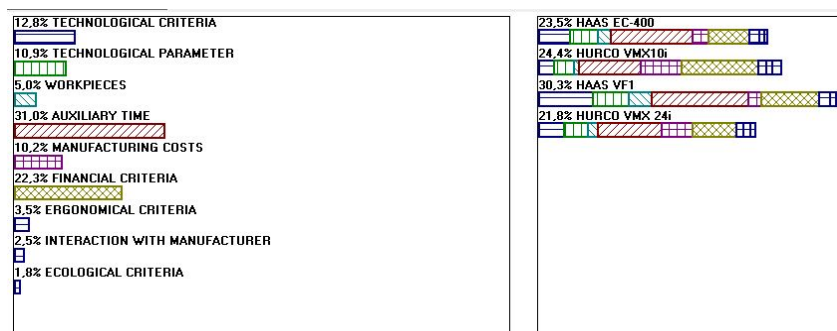 12,8% TECHNOLOGICAL CRITERIA
10,9% TECHNOLOGICAL PARAMETER
5,0% WORKPIECES
31,0% AUXILIARY TIME
10,2% MANUFACTURING COSTS
22,3% FINANCIAL CRITERIA
3,5% ERGONOMICAL CRITERIA
2,5% INTERACTION WITH MANUFACTURER
1,8% ECOLOGICAL CRITERIA
23,5% HAAS EC-400
24,4% HURCO VMX10i
30,3% HAAS VF1
21,8% HURCO VMX 24i